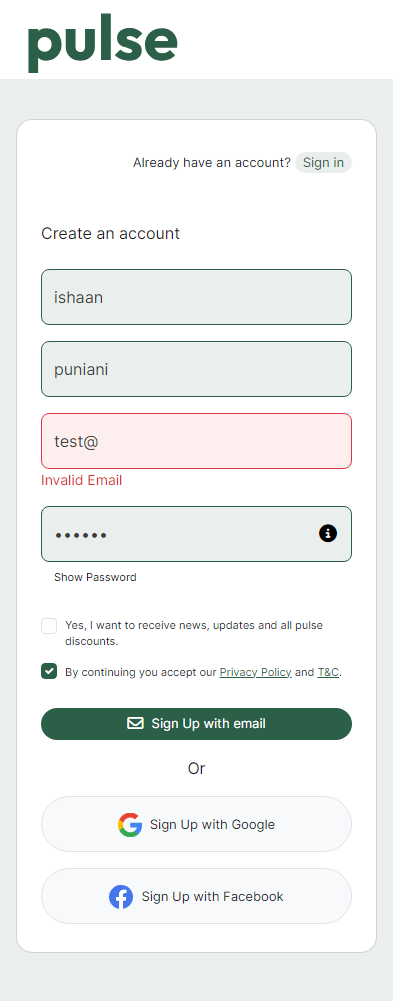 pulse
Already have an account? Sign in
Create an account
ishaan
puniani
test@
Invalid Email
••••••
Show Password
Yes, I want to receive news, updates and all pulse
discounts.
By continuing you accept our Privacy Policy and T&C.
Sign Up with email
Or
Sign Up with Google
Sign Up with Facebook